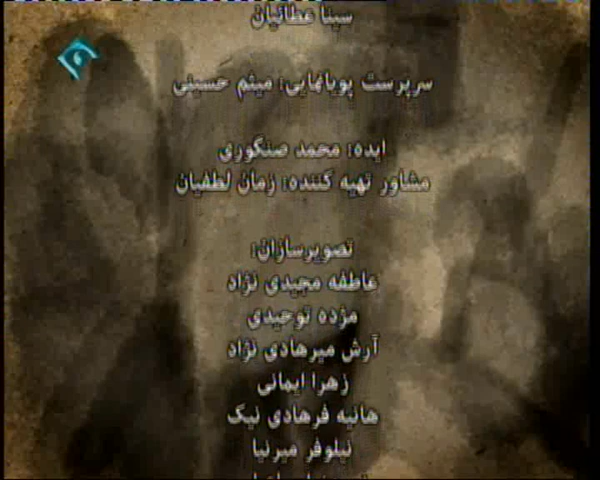 سینا عطائیان
سرپرست پویانمایی: میثم حسینی
ایده: محمد صنگوری
مشاور تهیه کننده: زمان لطفیان
تصویرسازان:
عاطفه مجیدی نژاد
مژده توحیدی
آرش میرهادی نژاد
زهرا ایمانی
هانیه فرهادی نیک
نیلوفر میرنیا